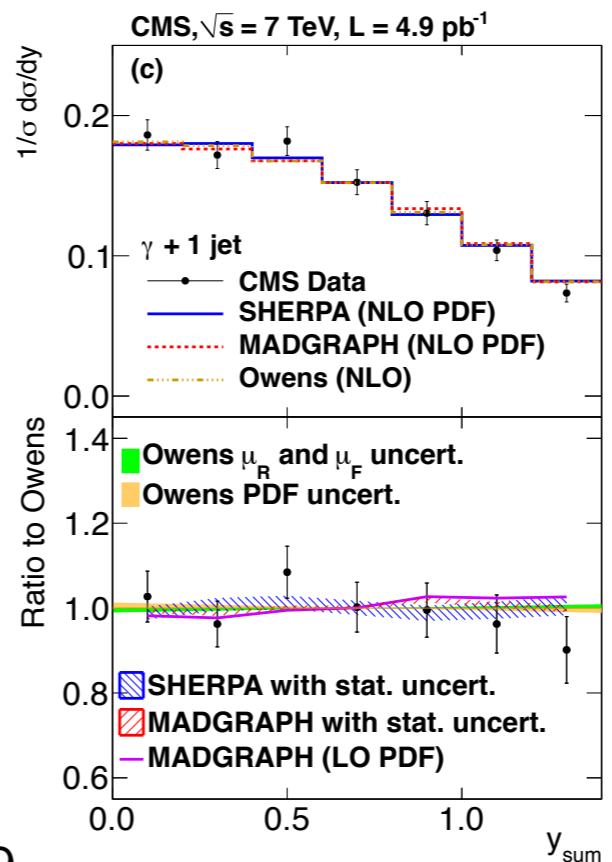 CMS, √s = 7 TeV, L = 4.9 pb⁻¹
(c)
1/σ dσ/dy
0.2
0.1
0.0
γ + 1 jet
CMS Data
SHERPA (NLO PDF)
MADGRAPH (NLO PDF)
Owens (NLO)
Ratio to Owens
1.4
1.2
1.0
0.8
0.6
Owens μ_R and μ_F uncert.
Owens PDF uncert.
SHERPA with stat. uncert.
MADGRAPH with stat. uncert.
MADGRAPH (LO PDF)
0.0 0.5 1.0
y_sum